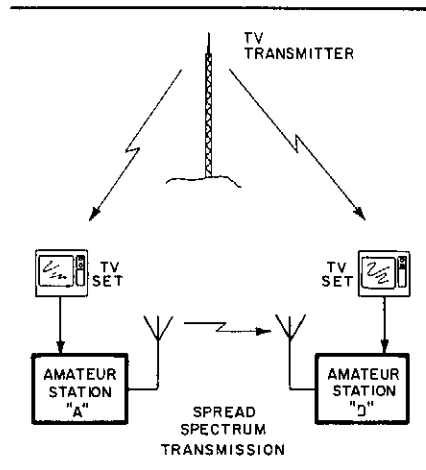 TV
TRANSMITTER
TV
SET
TV
SET
AMATEUR
STATION
"A"
AMATEUR
STATION
SPREAD
SPECTRUM
TRANSMISSION